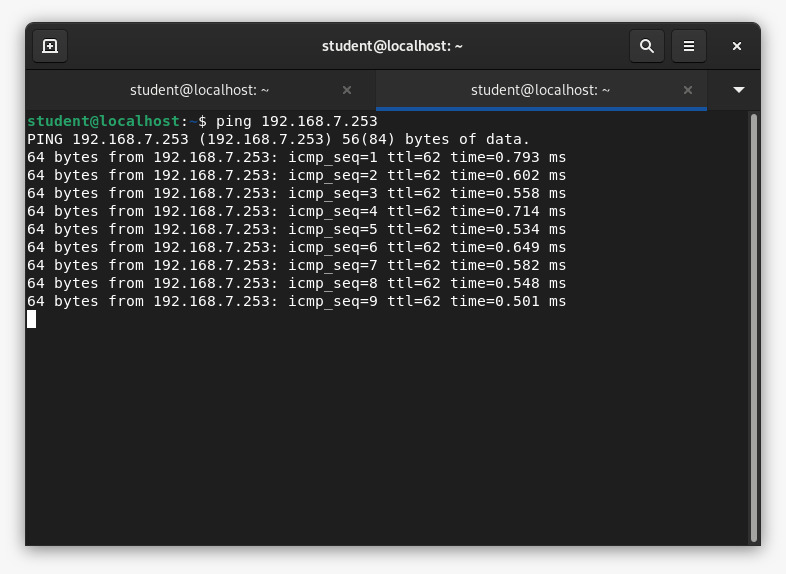 student@localhost: ~
student@localhost: ~
student@localhost: ~
student@localhost:~$ ping 192.168.7.253
PING 192.168.7.253 (192.168.7.253) 56(84) bytes of data.
64 bytes from 192.168.7.253: icmp_seq=1 ttl=62 time=0.793 ms
64 bytes from 192.168.7.253: icmp_seq=2 ttl=62 time=0.602 ms
64 bytes from 192.168.7.253: icmp_seq=3 ttl=62 time=0.558 ms
64 bytes from 192.168.7.253: icmp_seq=4 ttl=62 time=0.714 ms
64 bytes from 192.168.7.253: icmp_seq=5 ttl=62 time=0.534 ms
64 bytes from 192.168.7.253: icmp_seq=6 ttl=62 time=0.649 ms
64 bytes from 192.168.7.253: icmp_seq=7 ttl=62 time=0.582 ms
64 bytes from 192.168.7.253: icmp_seq=8 ttl=62 time=0.548 ms
64 bytes from 192.168.7.253: icmp_seq=9 ttl=62 time=0.501 ms